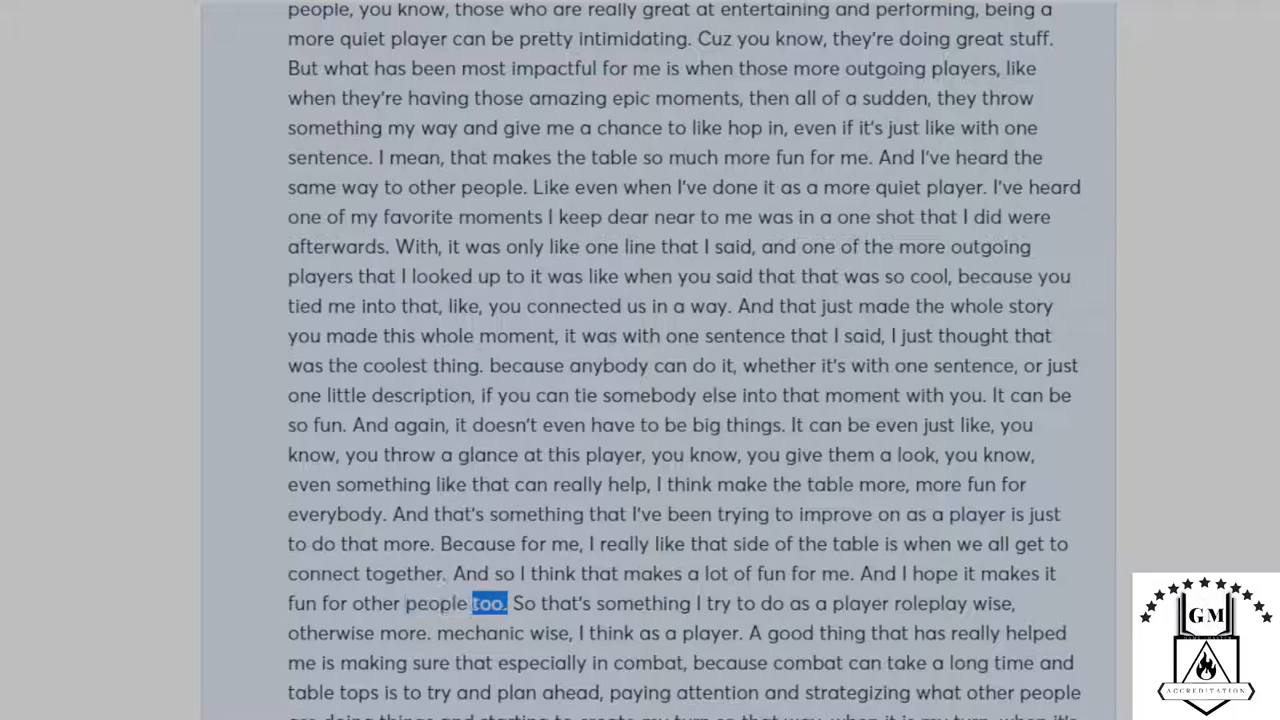 people, you know, those who are really great at entertaining and performing, being a
more quiet player can be pretty intimidating. Cuz you know, they're doing great stuff.
But what has been most impactful for me is when those more outgoing players, like
when they're having those amazing epic moments, then all of a sudden, they throw
something my way and give me a chance to like hop in, even if it's just like with one
sentence. I mean, that makes the table so much more fun for me. And I've heard the
same way to other people. Like even when I've done it as a more quiet player. I've heard
one of my favorite moments I keep dear near to me was in a one shot that I did were
afterwards. With, it was only like one line that I said, and one of the more outgoing
players that I looked up to it was like when you said that that was so cool, because you
tied me into that, like, you connected us in a way. And that just made the whole story
you made this whole moment, it was with one sentence that I said, I just thought that
was the coolest thing. because anybody can do it, whether it's with one sentence, or just
one little description, if you can tie somebody else into that moment with you. It can be
so fun. And again, it doesn't even have to be big things. It can be even just like, you
know, you throw a glance at this player, you know, you give them a look, you know,
even something like that can really help, I think make the table more, more fun for
everybody. And that's something that I've been trying to improve on as a player is just
to do that more. Because for me, I really like that side of the table is when we all get to
connect together. And so I think that makes a lot of fun for me. And I hope it makes it
fun for other people too. So that's something I try to do as a player roleplay wise,
otherwise more. mechanic wise, I think as a player. A good thing that has really helped
me is making sure that especially in combat, because combat can take a long time and
table tops is to try and plan ahead, paying attention and strategizing what other people
are doing things and starting to create my turn so that way, when it is my turn, when it's
GM
ACCREDITATION